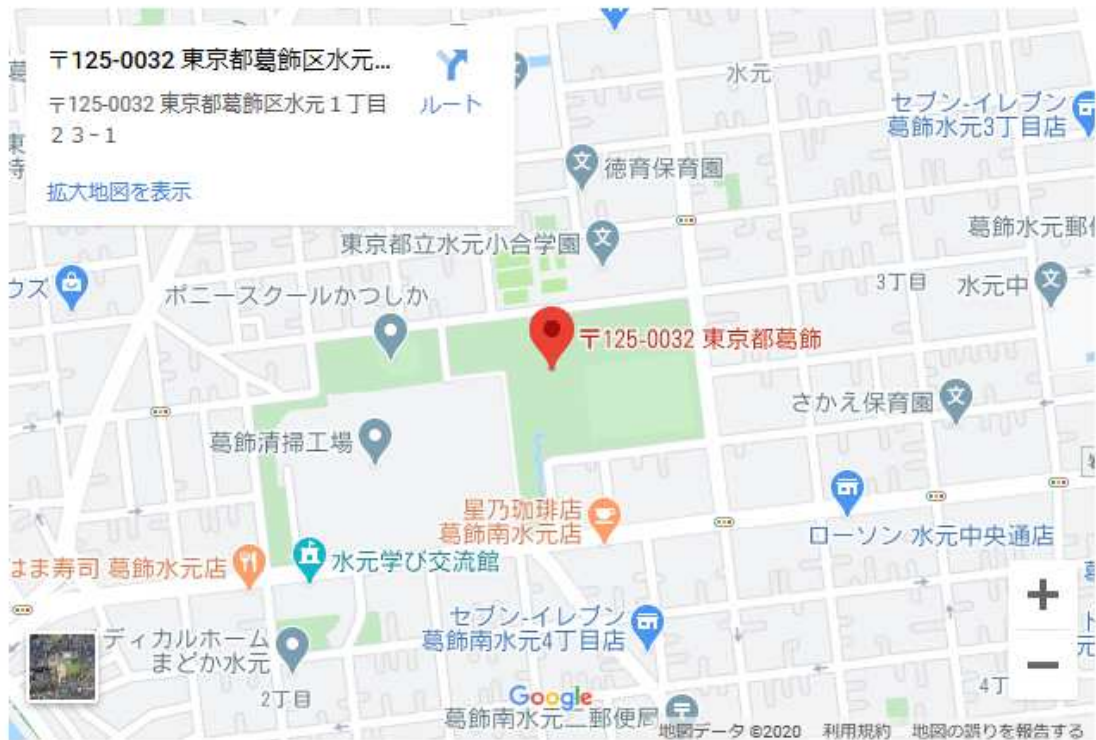 〒125-0032 東京都葛飾区水元...
ルート
〒125-0032 東京都葛飾区水元1丁目
23-1
拡大地図を表示
水元
セブン-イレブン
葛飾水元3丁目店
徳育保育園
東京都立水元小合学園
葛飾水元郵
ウズ
ポニースクールかつしか
3丁目
水元中
〒125-0032 東京都葛飾
さかえ保育園
葛飾清掃工場
星乃珈琲店
葛飾南水元店
ローソン 水元中央通店
はま寿司 葛飾水元店
水元学び交流館
セブン-イレブン
葛飾南水元4丁目店
ディカルホーム
まどか水元
2丁目
4丁
Google
葛飾南水元二郵便局
地図データ ©2020
利用規約
地図の誤りを報告する